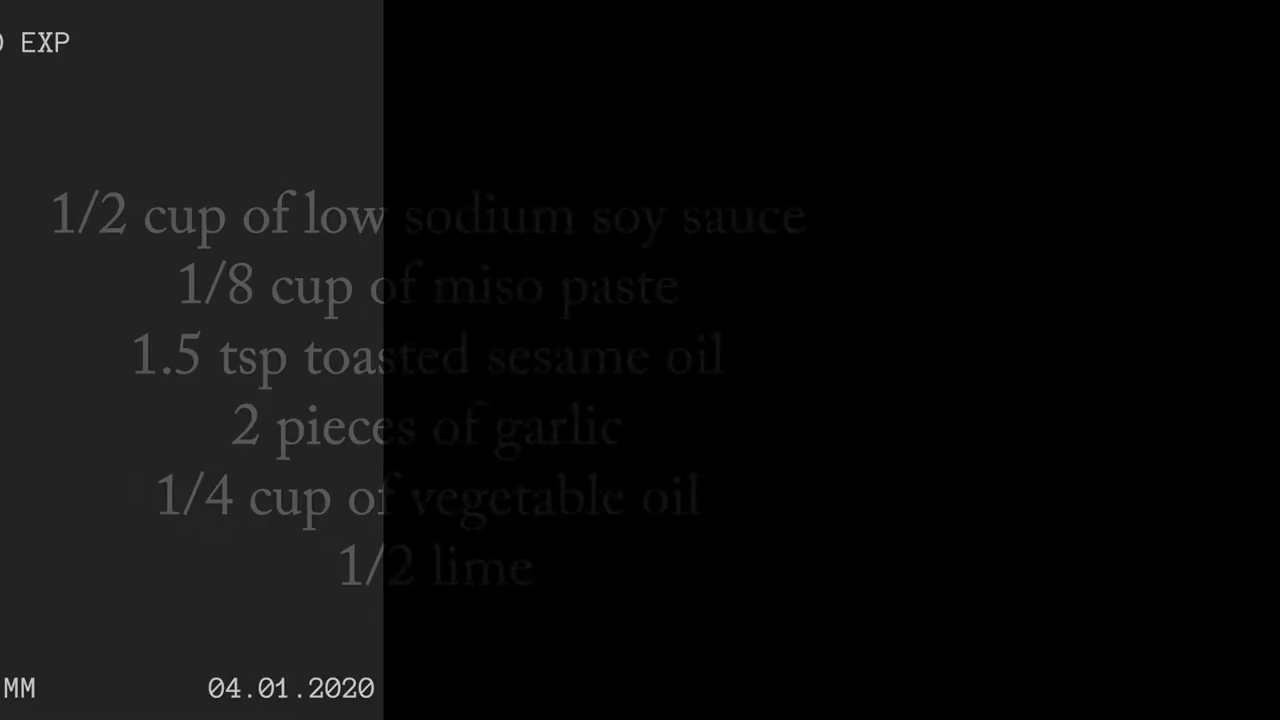 EXP
1/2 cup of low sodium soy sauce
1/8 cup of miso paste
1.5 tsp toasted sesame oil
2 pieces of garlic
1/4 cup of vegetable oil
1/2 lime
MM
04.01.2020